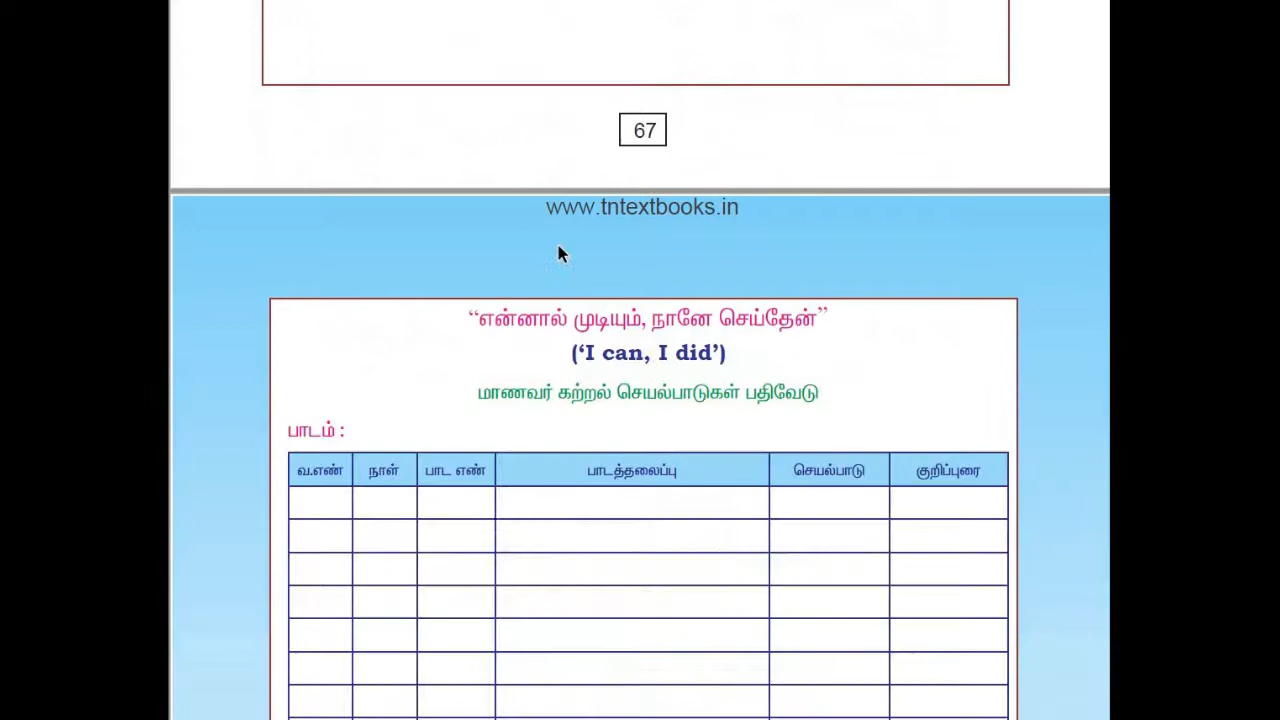 67
www.tntextbooks.in
“என்னால் முடியும், நானே செய்தேன்”
(‘I can, I did’)
மாணவர் கற்றல் செயல்பாடுகள் பதிவேடு
பாடம் :
வ.எண் நாள் பாட எண் பாடத்தலைப்பு செயல்பாடு குறிப்புரை